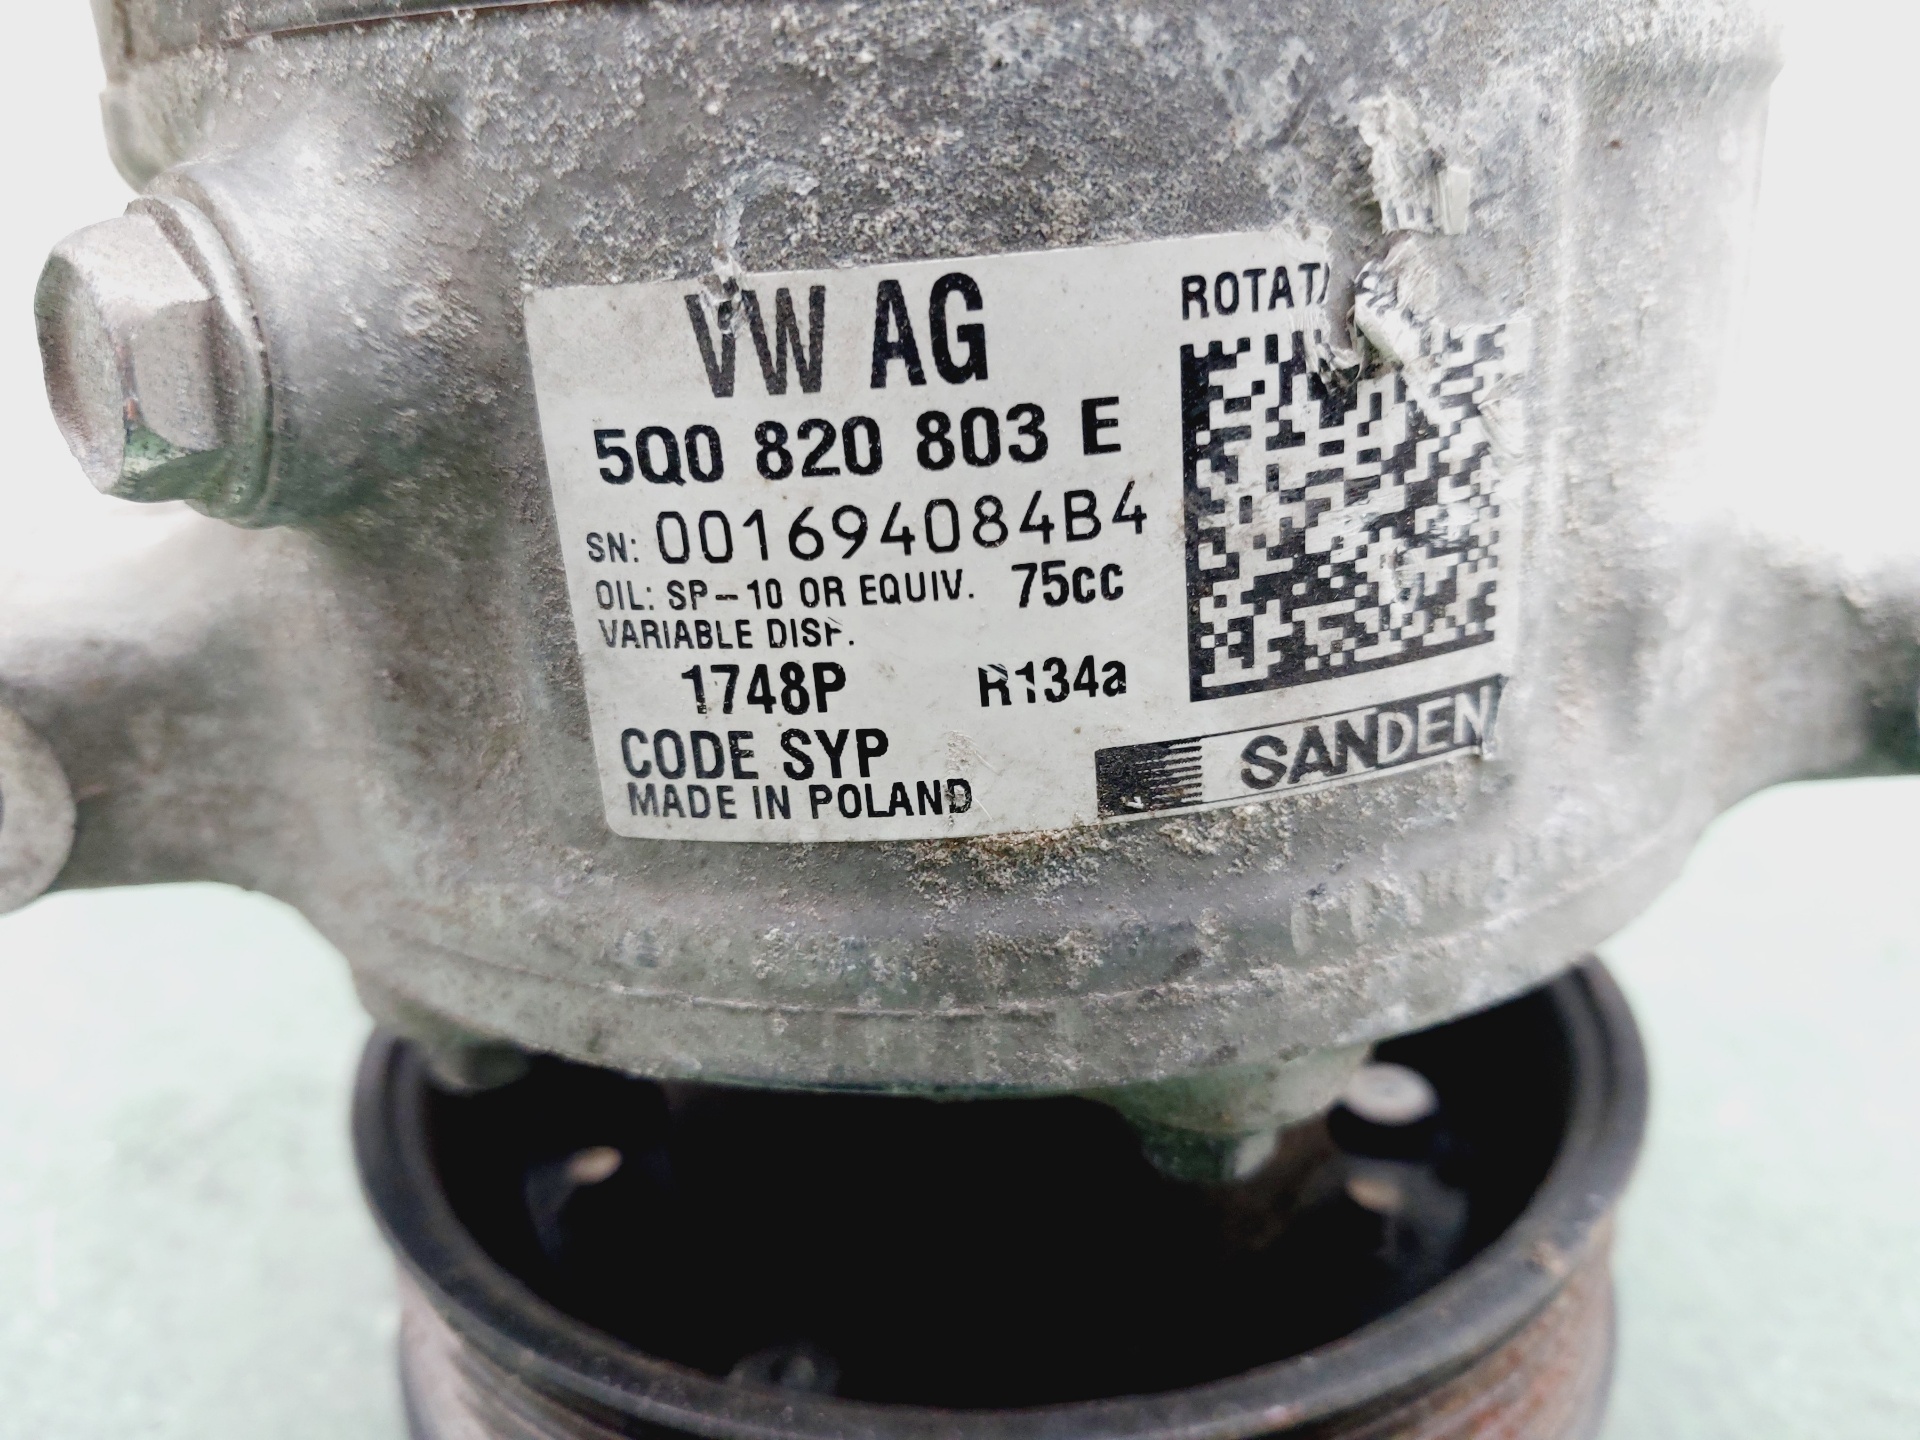 VW AG
5Q0 820 803 E
SN: 001694084B4
OIL: SP-10 OR EQUIV. 75cc
VARIABLE DISP.
1748P R134a
CODE SYP
MADE IN POLAND
SANDEN